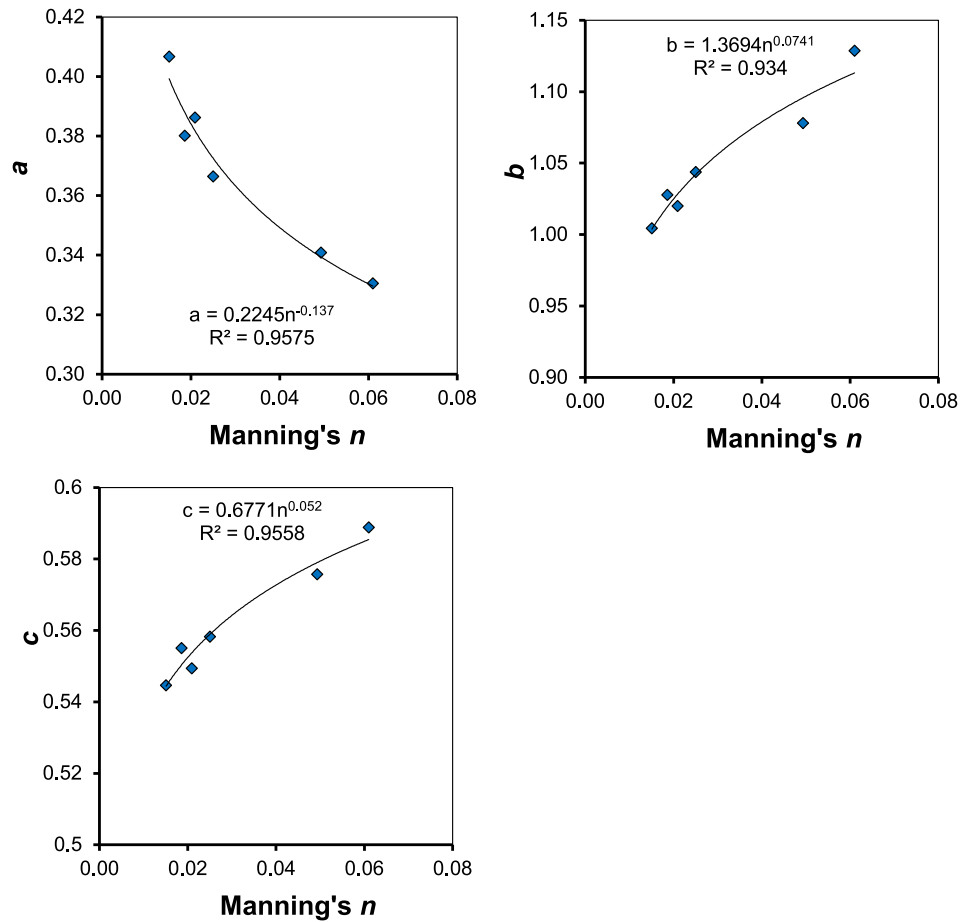 0.42
0.40
0.38
0.36
0.34
0.32
0.30
a
a = 0.2245n^-0.137
R² = 0.9575
0.00 0.02 0.04 0.06 0.08
Manning's n
1.15
1.10
1.05
1.00
0.95
0.90
b
b = 1.3694n^0.0741
R² = 0.934
0.00 0.02 0.04 0.06 0.08
Manning's n
0.6
0.58
0.56
0.54
0.52
0.5
c
c = 0.6771n^0.052
R² = 0.9558
0.00 0.02 0.04 0.06 0.08
Manning's n